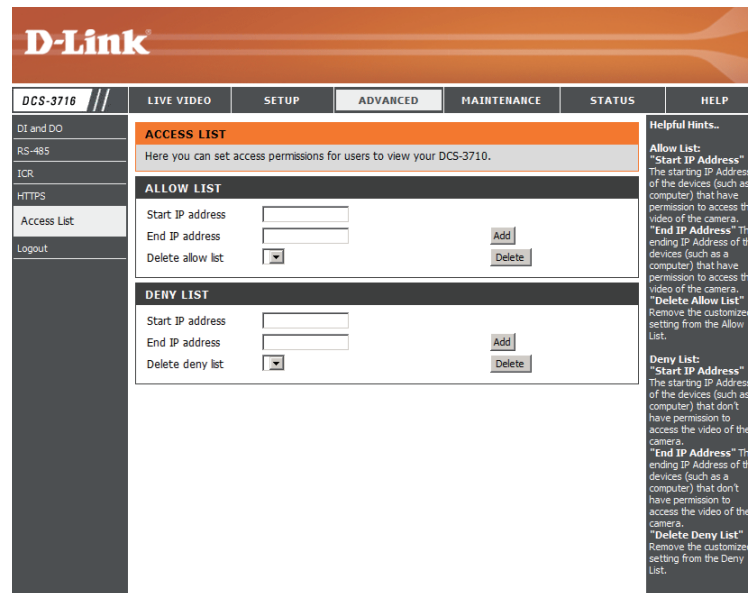 D-Link
DCS-3716
LIVE VIDEO
SETUP
ADVANCED
MAINTENANCE
STATUS
HELP
DI and DO
RS-485
ICR
HTTPS
Access List
Logout
ACCESS LIST
Here you can set access permissions for users to view your DCS-3710.
ALLOW LIST
Start IP address
End IP address
Add
Delete allow list
Delete
DENY LIST
Start IP address
End IP address
Add
Delete deny list
Delete
Helpful Hints..
Allow List:
"Start IP Address"
The starting IP Address
of the devices (such as
computer) that have
permission to access th
video of the camera.
"End IP Address" Th
ending IP Address of th
devices (such as a
computer) that have
permission to access th
video of the camera.
"Delete Allow List"
Remove the customize
setting from the Allow
List.
Deny List:
"Start IP Address"
The starting IP Address
of the devices (such as
computer) that don't
have permission to
access the video of the
camera.
"End IP Address" Th
ending IP Address of th
devices (such as a
computer) that don't
have permission to
access the video of the
camera.
"Delete Deny List"
Remove the customize
setting from the Deny
List.